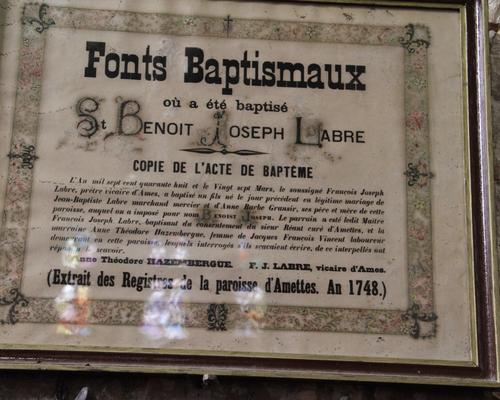 Fonts Baptismaux
où a été baptisé
St Benoit Joseph Labre
COPIE DE L'ACTE DE BAPTÊME
L'An mil sept cent quarante huit et le Vingt sept Mars, le soussigné François Joseph
Labre, prêtre vicaire d'Ames, a baptisé un fils né le jour précédent en légitime mariage de
Jean-Baptiste Labre marchand mercier et d'Anne Barbe Gransir, ses père et mère de cette
paroisse, auquel on a imposé pour nom Benoist Joseph. Le parrain a été ledit Maître
François Joseph Labre, baptisant du consentement du sieur Réant curé d'Amettes, et la
marraine Anne Théodore Hazembergue, femme de Jacques François Vincent laboureur
demeurant en cette paroisse, lesquels interrogés s'ils scavaient écrire, de ce interpellés ont
répondu le scavoir.
Anne Théodore HAZEMBERGUE. F. J. LABRE, vicaire d'Ames.
(Extrait des Registres de la paroisse d'Amettes. An 1748.)